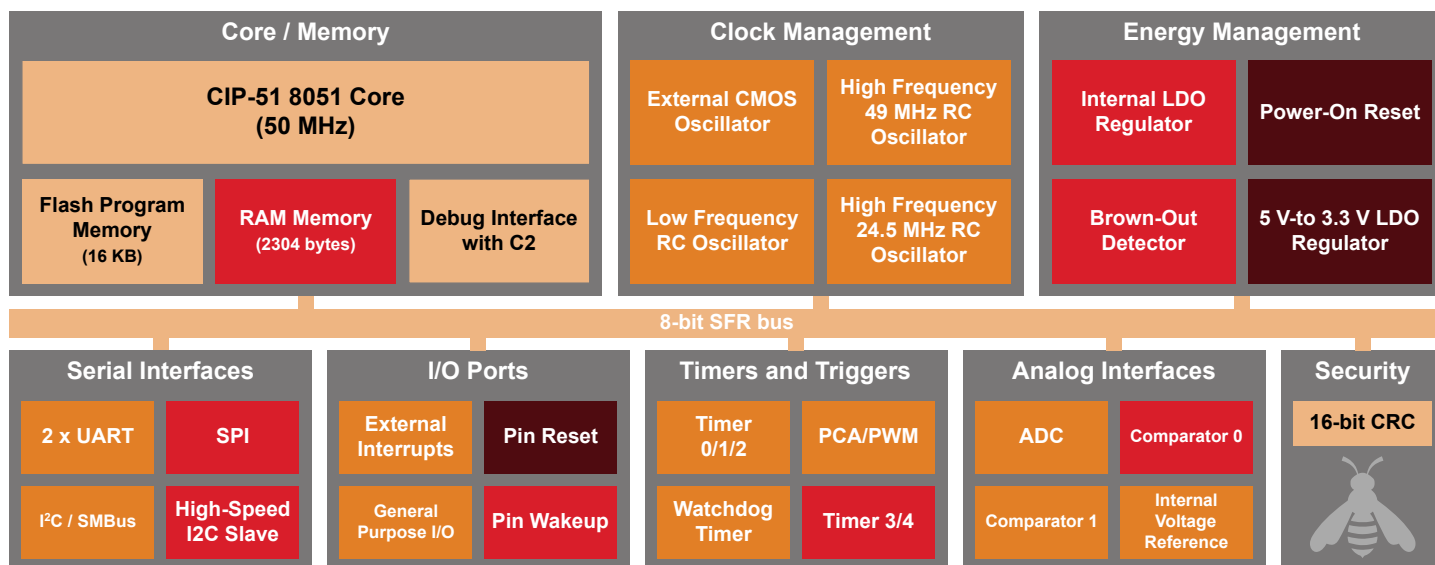 Core / Memory
CIP-51 8051 Core
(50 MHz)
Flash Program
Memory
(16 KB)
RAM Memory
(2304 bytes)
Debug Interface
with C2
Clock Management
External CMOS
Oscillator
High Frequency
49 MHz RC
Oscillator
Low Frequency
RC Oscillator
High Frequency
24.5 MHz RC
Oscillator
Energy Management
Internal LDO
Regulator
Power-On Reset
Brown-Out
Detector
5 V-to 3.3 V LDO
Regulator
8-bit SFR bus
Serial Interfaces
2 x UART
SPI
I²C / SMBus
High-Speed
I2C Slave
I/O Ports
External
Interrupts
Pin Reset
General
Purpose I/O
Pin Wakeup
Timers and Triggers
Timer
0/1/2
PCA/PWM
Watchdog
Timer
Timer 3/4
Analog Interfaces
ADC
Comparator 0
Comparator 1
Internal
Voltage
Reference
Security
16-bit CRC